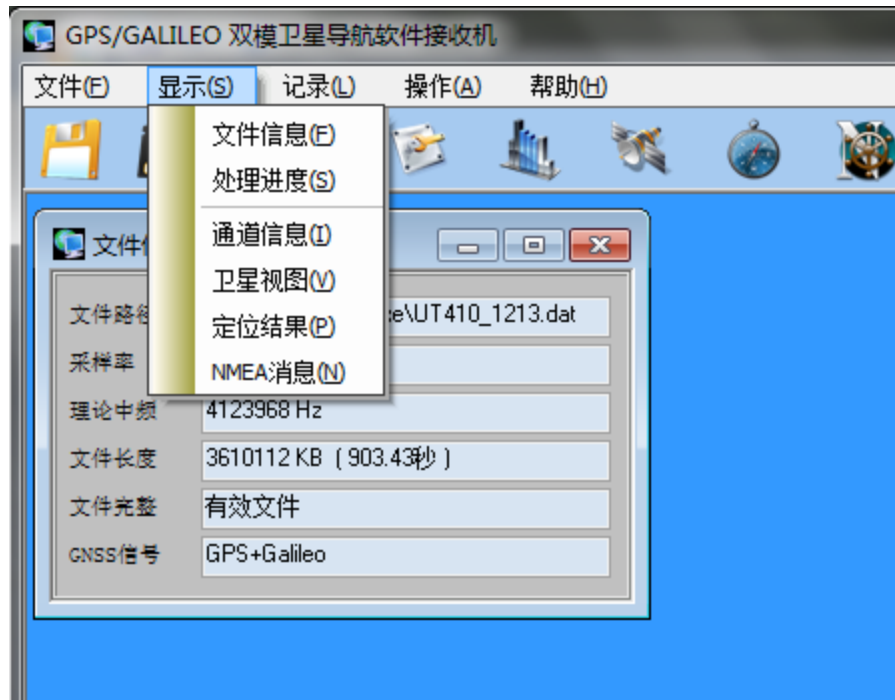 GPS/GALILEO 双模卫星导航软件接收机
文件(F) 显示(S) 记录(L) 操作(A) 帮助(H)
文件信息(F)
处理进度(S)
通道信息(I)
卫星视图(V)
定位结果(P)
NMEA消息(N)
文件
文件路径 e\UT410_1213.dat
采样率
理论中频 4123968 Hz
文件长度 3610112 KB ( 903.43秒 )
文件完整 有效文件
GNSS信号 GPS+Galileo